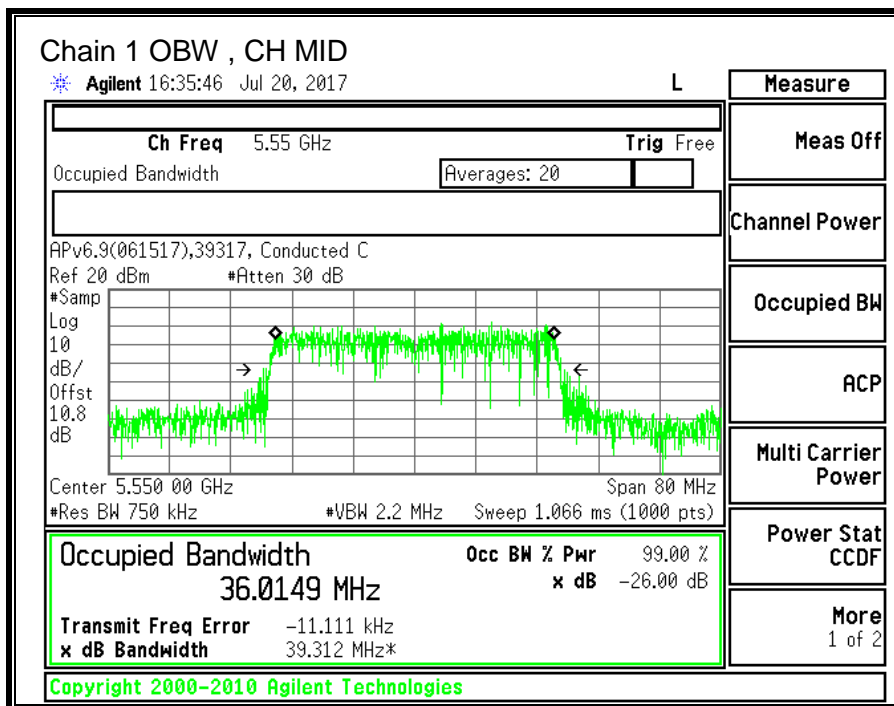 Chain 1 OBW , CH MID
Agilent 16:35:46 Jul 20, 2017 L
Measure
Ch Freq 5.55 GHz Trig Free
Meas Off
Occupied Bandwidth Averages: 20
Channel Power
APv6.9(061517),39317, Conducted C
Ref 20 dBm #Atten 30 dB
#Samp
Log
10
dB/
Offst
10.8
dB
Occupied BW
ACP
Multi Carrier
Power
Center 5.550 00 GHz Span 80 MHz
#Res BW 750 kHz #VBW 2.2 MHz Sweep 1.066 ms (1000 pts)
Power Stat
CCDF
Occupied Bandwidth Occ BW % Pwr 99.00 %
36.0149 MHz x dB -26.00 dB
Transmit Freq Error -11.111 kHz
x dB Bandwidth 39.312 MHz*
More
1 of 2
Copyright 2000-2010 Agilent Technologies